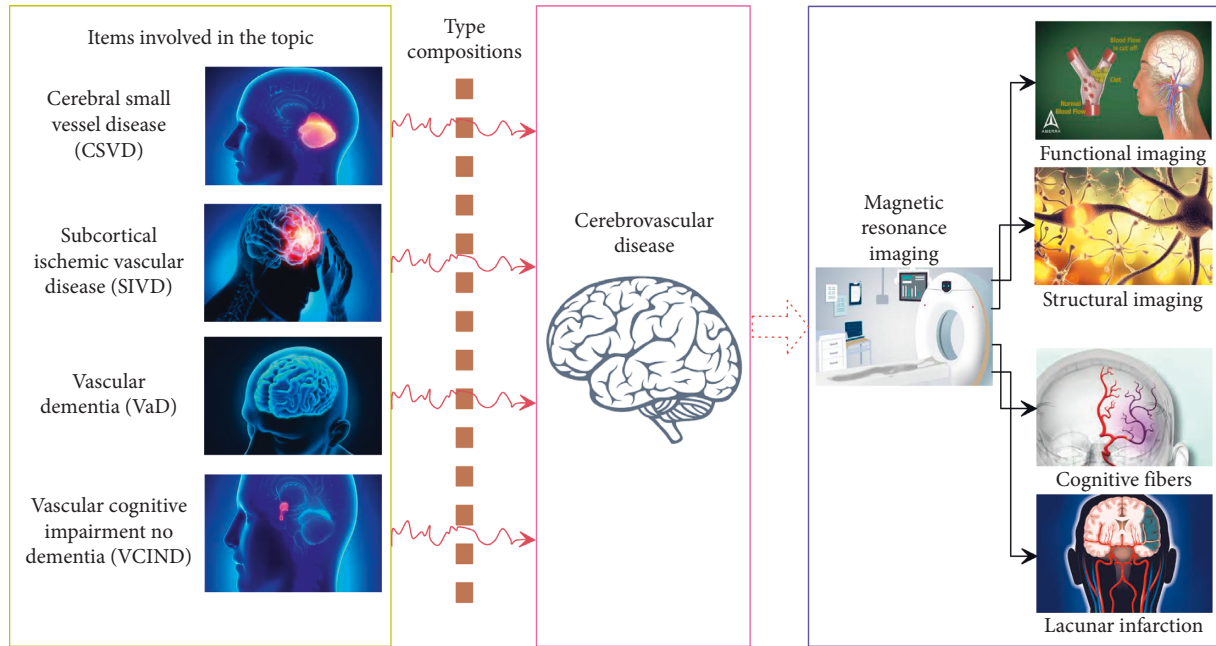 Items involved in the topic
Cerebral small
vessel disease
(CSVD)
Subcortical
ischemic vascular
disease (SIVD)
Vascular
dementia (VaD)
Vascular cognitive
impairment no
dementia (VCIND)
Type
compositions
Cerebrovascular
disease
Magnetic
resonance
imaging
Blood Flow
is cut off
Clot
Normal
Blood Flow
Functional imaging
Structural imaging
Cognitive fibers
Lacunar infarction